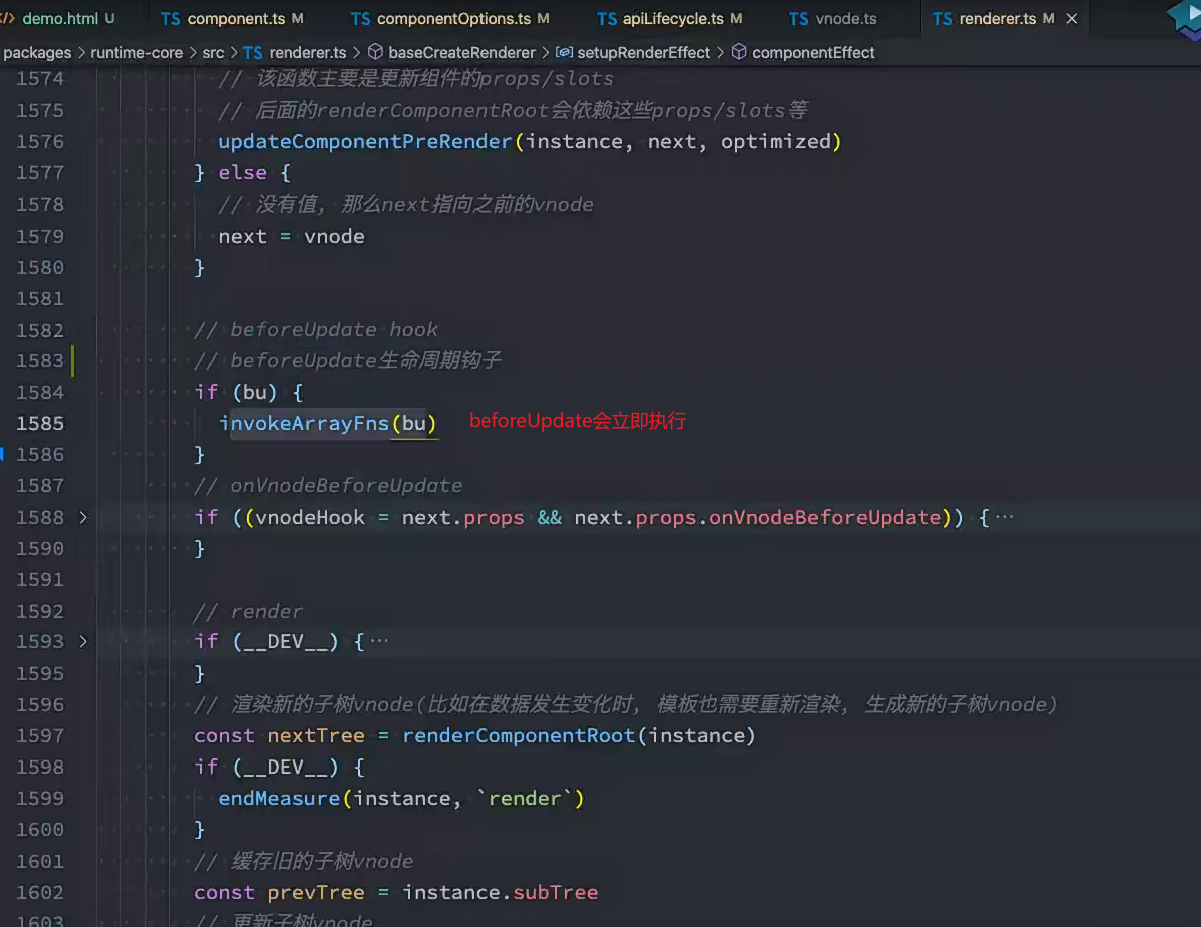 demo.html U TS component.ts M TS componentOptions.ts M TS apiLifecycle.ts M TS vnode.ts TS renderer.ts M ×
packages > runtime-core > src > TS renderer.ts > baseCreateRenderer > setupRenderEffect > componentEffect
1574 // 该函数主要是更新组件的props/slots
1575 // 后面的renderComponentRoot会依赖这些props/slots等
1576 updateComponentPreRender(instance, next, optimized)
1577 } else {
1578 // 没有值, 那么next指向之前的vnode
1579 next = vnode
1580 }
1581
1582 // beforeUpdate hook
1583 // beforeUpdate生命周期钩子
1584 if (bu) {
1585 invokeArrayFns(bu) beforeUpdate会立即执行
1586 }
1587 // onVnodeBeforeUpdate
1588 > if ((vnodeHook = next.props && next.props.onVnodeBeforeUpdate)) {···
1590 }
1591
1592 // render
1593 > if (__DEV__) {···
1595 }
1596 // 渲染新的子树vnode(比如在数据发生变化时, 模板也需要重新渲染, 生成新的子树vnode)
1597 const nextTree = renderComponentRoot(instance)
1598 if (__DEV__) {
1599 endMeasure(instance, `render`)
1600 }
1601 // 缓存旧的子树vnode
1602 const prevTree = instance.subTree
1603 // 更新子树vnode